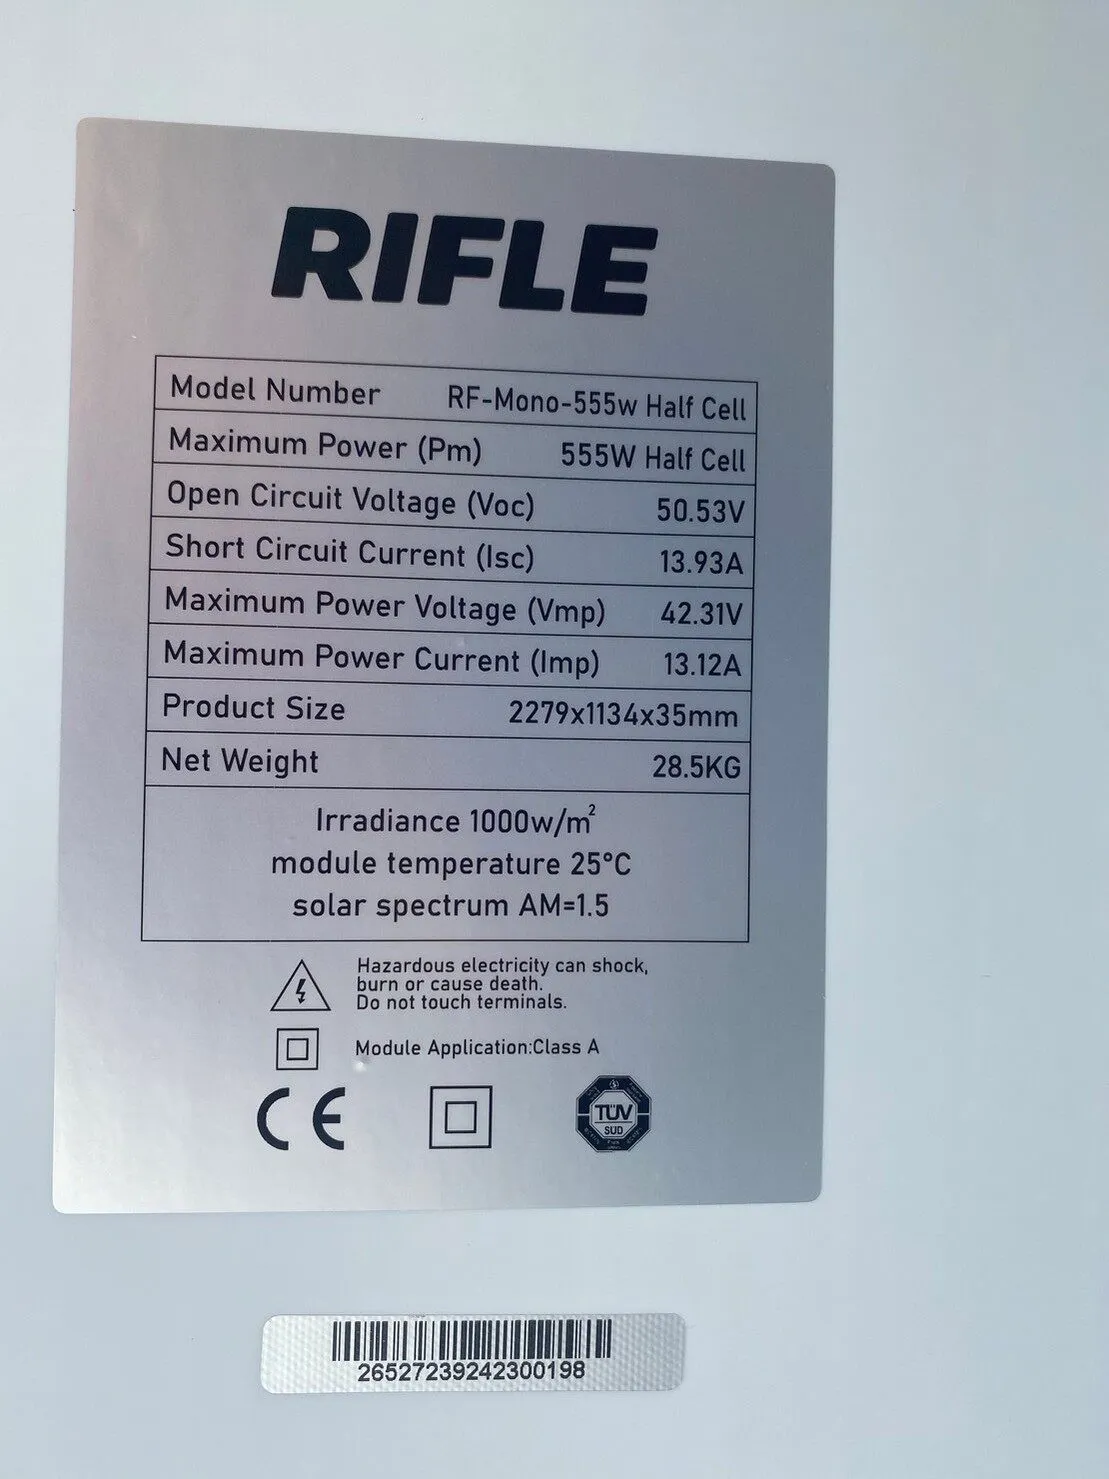 RIFLE
Model Number RF-Mono-555w Half Cell
Maximum Power (Pm) 555W Half Cell
Open Circuit Voltage (Voc) 50.53V
Short Circuit Current (Isc) 13.93A
Maximum Power Voltage (Vmp) 42.31V
Maximum Power Current (Imp) 13.12A
Product Size 2279x1134x35mm
Net Weight 28.5KG
Irradiance 1000w/m²
module temperature 25°C
solar spectrum AM=1.5
Hazardous electricity can shock,
burn or cause death.
Do not touch terminals.
Module Application:Class A
CE
TÜV
SUD
26527239242300198